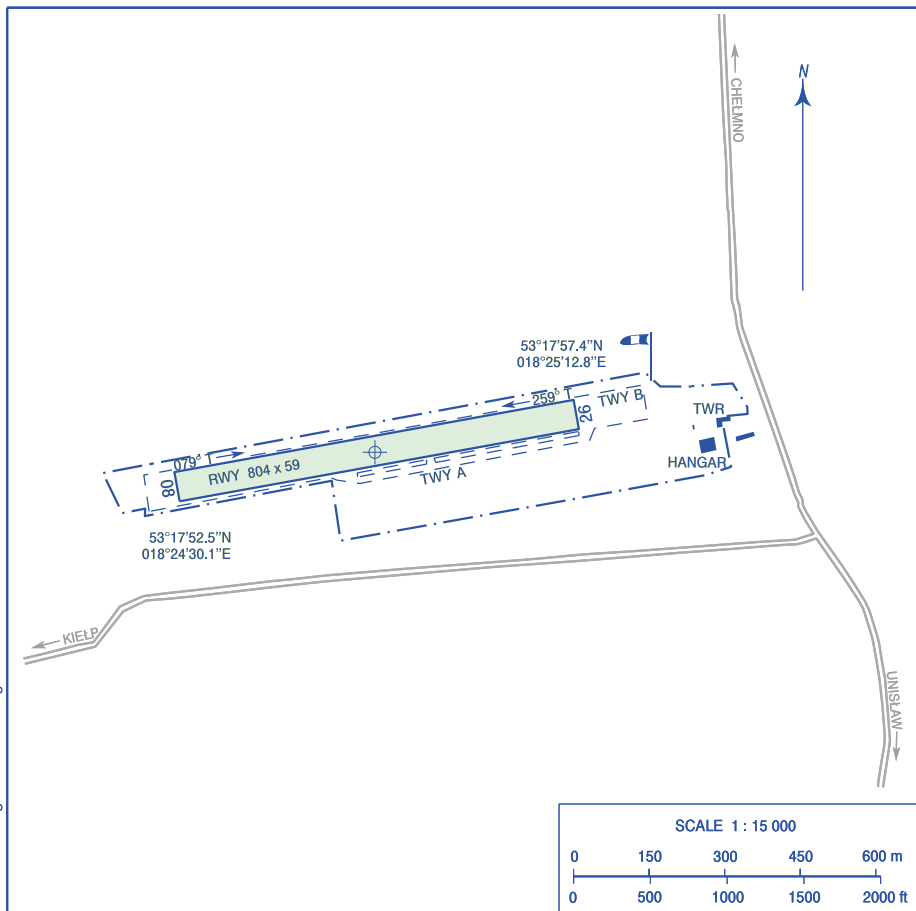 CHEŁMNO
N
53°17'57.4"N
018°25'12.8"E
259° T
26
TWY B
TWR
HANGAR
079° T
08
RWY 804 x 59
TWY A
53°17'52.5"N
018°24'30.1"E
KIEŁP
UNISŁAW
SCALE 1 : 15 000
0 150 300 450 600 m
0 500 1000 1500 2000 ft